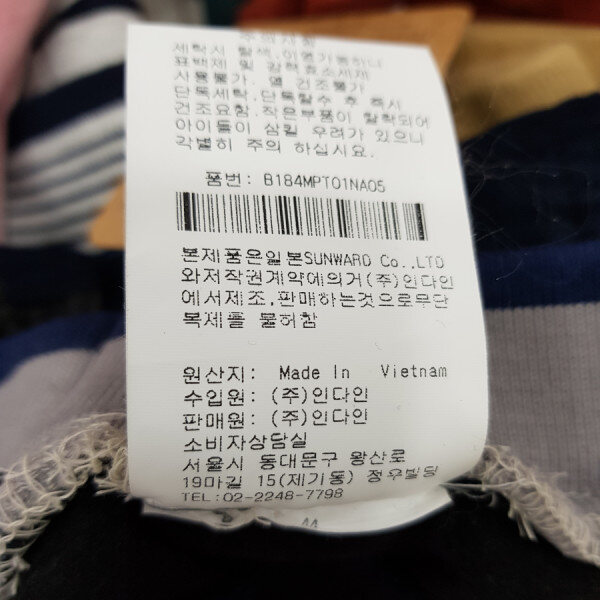 주의사항
세탁시 탈색,이염가능하니
표백제 및 강력효소세제
사용불가. 열 건조불가
단독세탁.단독탈수 후 즉시
건조요함.작은부품이 탈락되어
아이들이 삼킬 우려가 있으니
각별히 주의 하십시요.
품번: B184MPT01NA05
본제품은일본SUNWARD Co.,LTD
와저작권계약에의거(주)인다인
에서제조,판매하는것으로무단
복제를 불허함
원산지: Made In Vietnam
수입원: (주)인다인
판매원: (주)인다인
소비자상담실
서울시 동대문구 왕산로
19마길 15(제기동) 정우빌딩
TEL:02-2248-7798